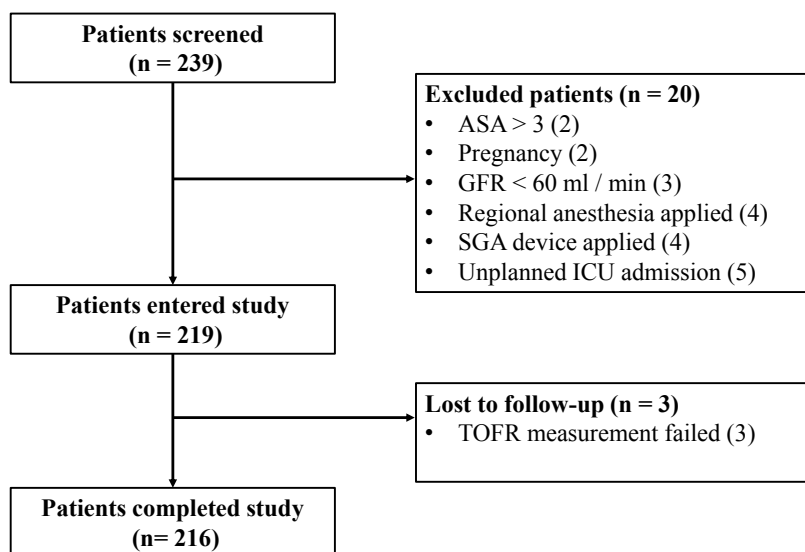 Patients screened
(n = 239)
Excluded patients (n = 20)
• ASA > 3 (2)
• Pregnancy (2)
• GFR < 60 ml / min (3)
• Regional anesthesia applied (4)
• SGA device applied (4)
• Unplanned ICU admission (5)
Patients entered study
(n = 219)
Lost to follow-up (n = 3)
• TOFR measurement failed (3)
Patients completed study
(n= 216)